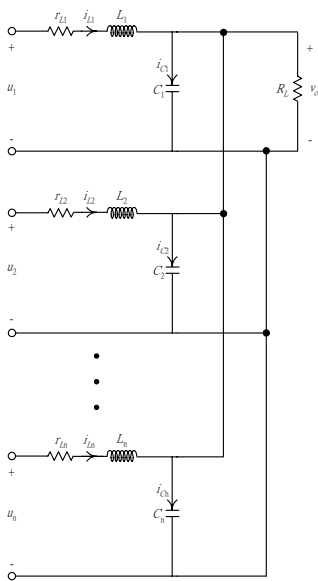 r_L1 i_L1 L_1
+ i_C1 +
u_1 C_1 R_L v_o
- -
r_L2 i_L2 L_2
+ i_C2
u_2 C_2
-
r_Ln i_Ln L_n
+ i_Cn
u_n C_n
-